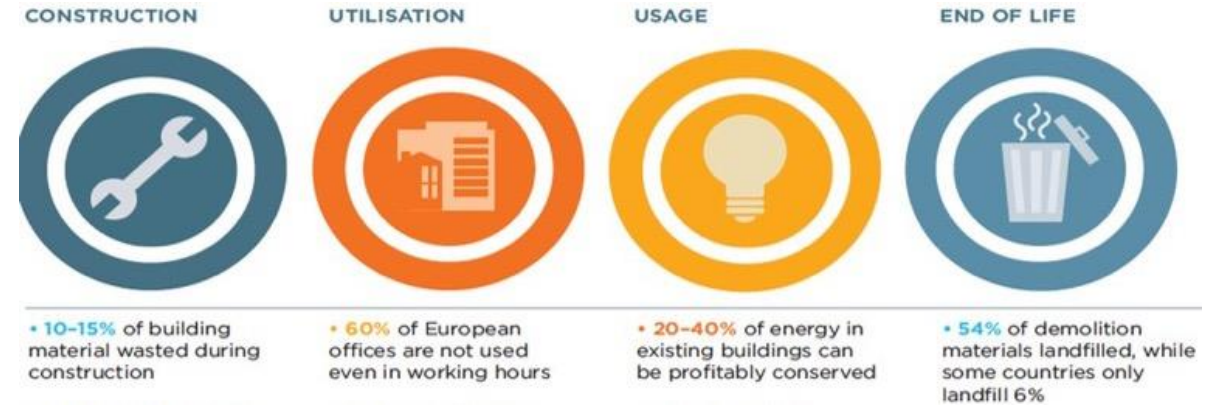 CONSTRUCTION
UTILISATION
USAGE
END OF LIFE
• 10–15% of building
material wasted during
construction
• 60% of European
offices are not used
even in working hours
• 20–40% of energy in
existing buildings can
be profitably conserved
• 54% of demolition
materials landfilled, while
some countries only
landfill 6%